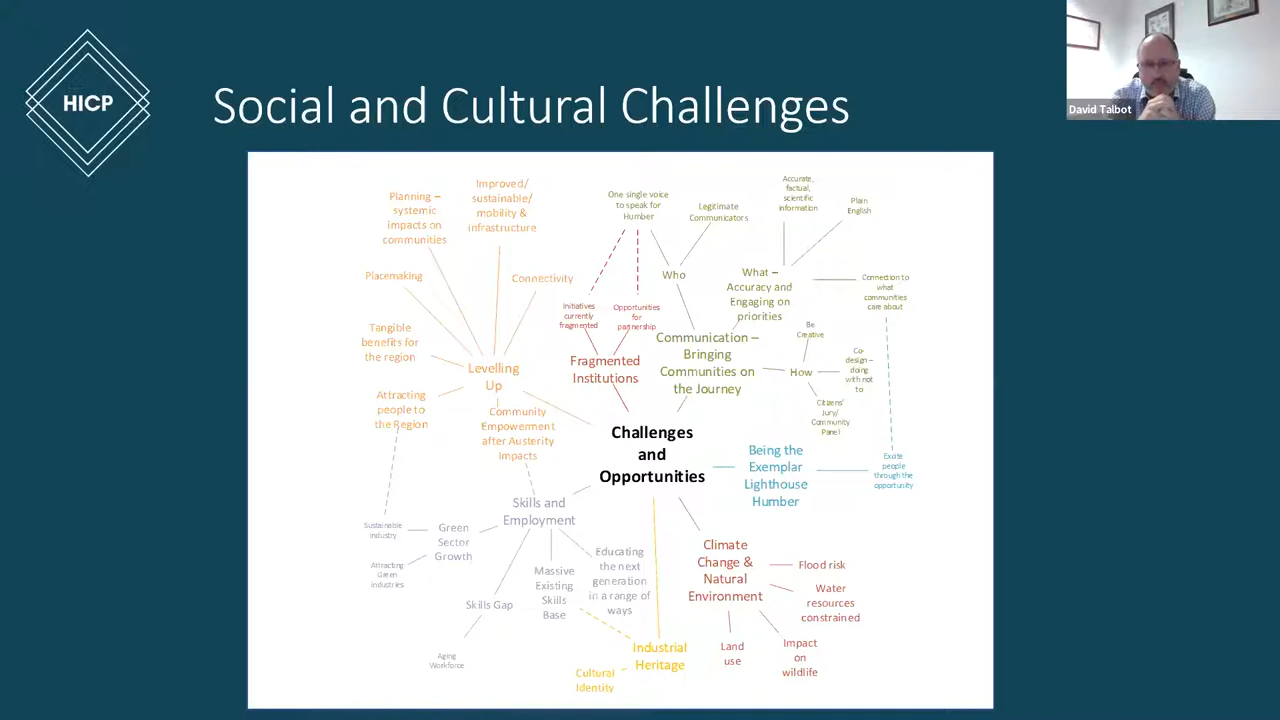 HICP
Social and Cultural Challenges
David Talbot
Planning –
systemic
impacts on
communities
Improved/
sustainable/
mobility &
infrastructure
Placemaking
Connectivity
Tangible
benefits for
the region
Levelling
Up
Attracting
people to
the Region
Community
Empowerment
after Austerity
Impacts
One single voice
to speak for
Humber
Legitimate
Communicators
Accurate,
factual,
scientific
information
Plain
English
Who
What –
Accuracy and
Engaging on
priorities
Connection to
what
communities
care about
Initiatives
currently
fragmented
Opportunities
for
partnership
Fragmented
Institutions
Communication –
Bringing
Communities on
the Journey
Be
Creative
How
Co-
design –
doing
with not
to
Citizens'
Jury/
Community
Panel
Challenges
and
Opportunities
Being the
Exemplar
Lighthouse
Humber
Excite
people
through the
opportunity
Skills and
Employment
Sustainable
industry
Green
Sector
Growth
Attracting
Green
industries
Skills Gap
Aging
Workforce
Massive
Existing
Skills
Base
Educating
the next
generation
in a range of
ways
Climate
Change &
Natural
Environment
Flood risk
Water
resources
constrained
Impact
on
wildlife
Land
use
Industrial
Heritage
Cultural
Identity